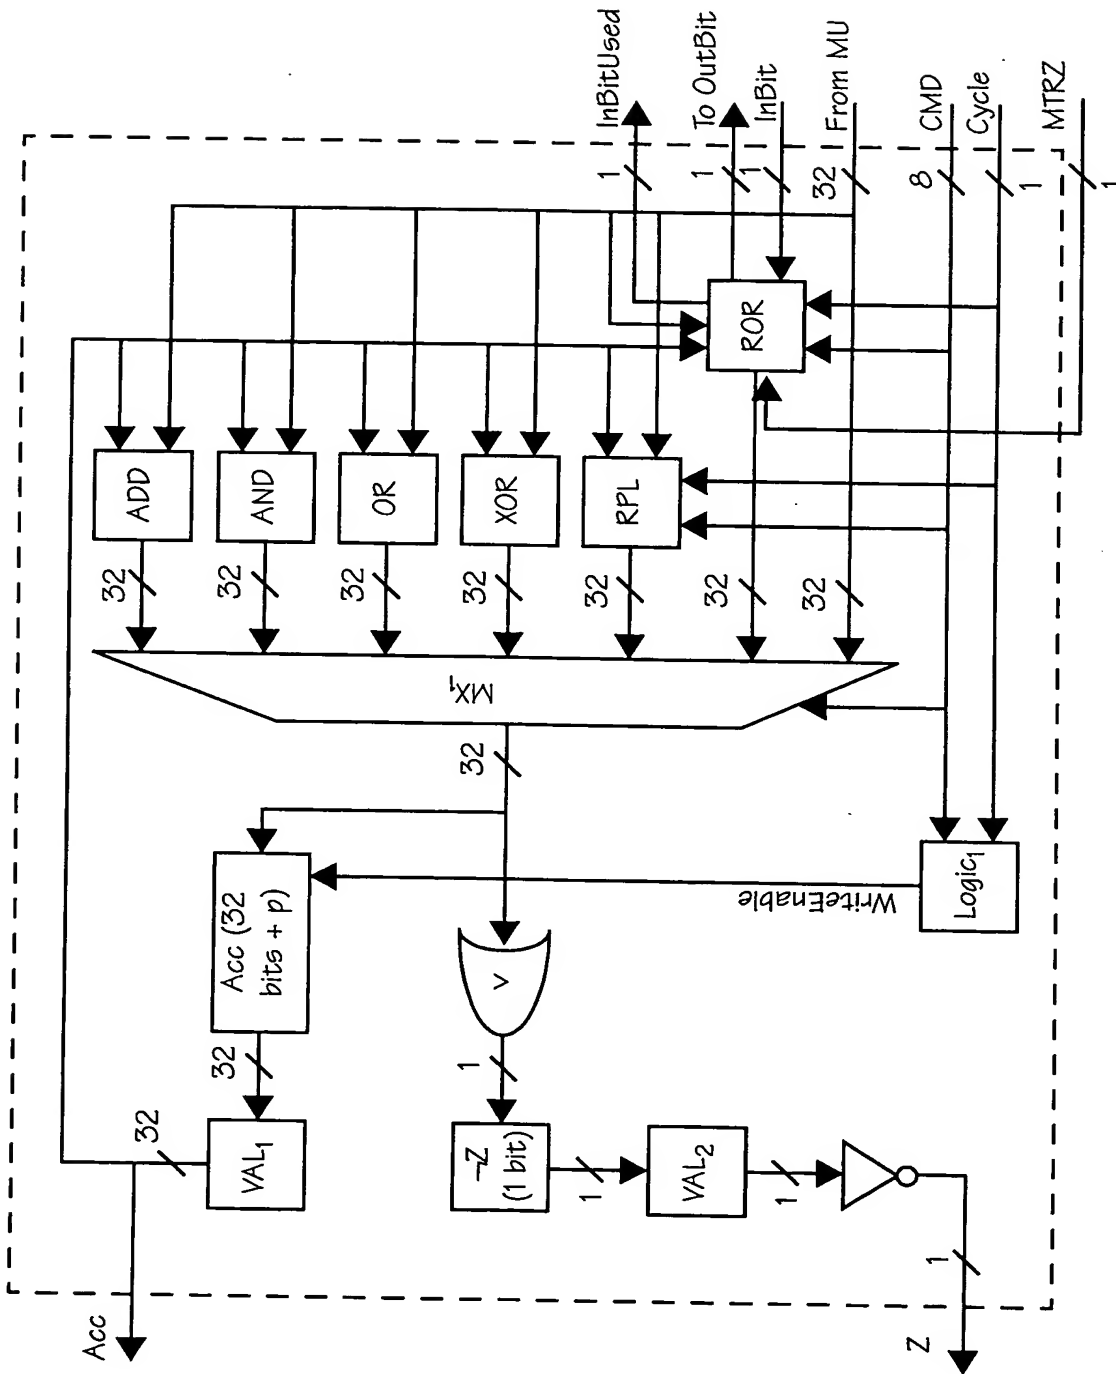 InBitUsed
To OutBit
InBit
From MU
CMD
Cycle
MTRZ
1
1
1
32
8
1
1
ADD
AND
OR
XOR
RPL
ROR
32
32
32
32
32
32
32
MX1
32
Acc (32
bits + p)
WriteEnable
Logic1
v
32
1
VAL1
32
¬Z
(1 bit)
1
VAL2
1
1
Acc
Z